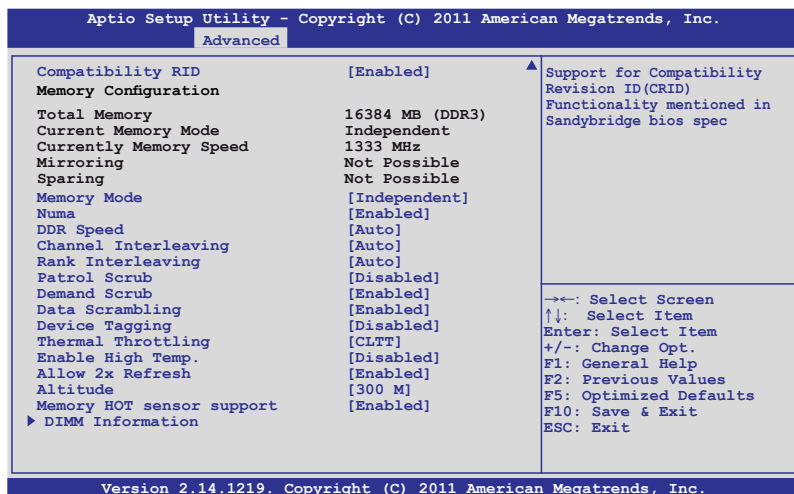 Aptio Setup Utility - Copyright (C) 2011 American Megatrends, Inc.
Advanced
Compatibility RID [Enabled]
Memory Configuration
Total Memory 16384 MB (DDR3)
Current Memory Mode Independent
Currently Memory Speed 1333 MHz
Mirroring Not Possible
Sparing Not Possible
Memory Mode [Independent]
Numa [Enabled]
DDR Speed [Auto]
Channel Interleaving [Auto]
Rank Interleaving [Auto]
Patrol Scrub [Disabled]
Demand Scrub [Enabled]
Data Scrambling [Enabled]
Device Tagging [Disabled]
Thermal Throttling [CLTT]
Enable High Temp. [Disabled]
Allow 2x Refresh [Enabled]
Altitude [300 M]
Memory HOT sensor support [Enabled]
DIMM Information
Support for Compatibility
Revision ID(CRID)
Functionality mentioned in
Sandybridge bios spec
→←: Select Screen
↑↓: Select Item
Enter: Select Item
+/-: Change Opt.
F1: General Help
F2: Previous Values
F5: Optimized Defaults
F10: Save & Exit
ESC: Exit
Version 2.14.1219. Copyright (C) 2011 American Megatrends, Inc.